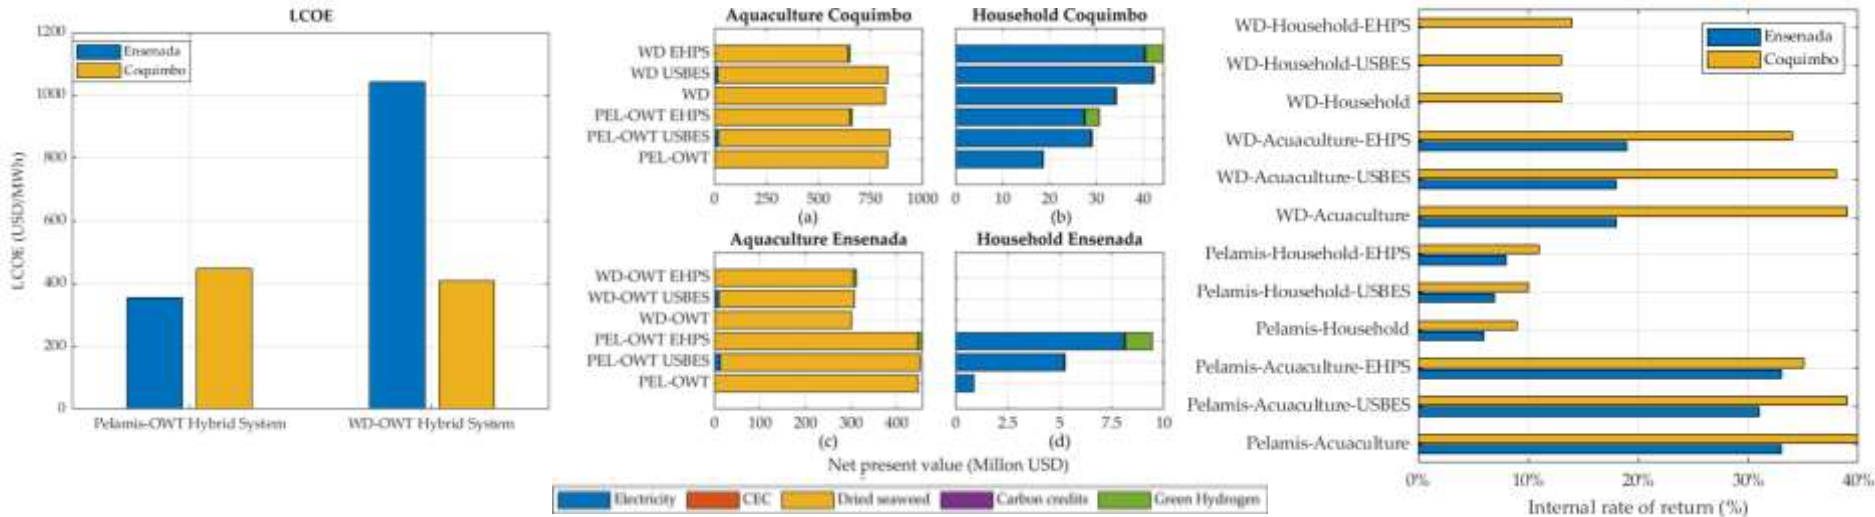 LCOE
1200
1000
800
600
400
200
0
LCOE (USD/MWh)
Ensenada
Coquimbo
Pelamis-OWT Hybrid System
WD-OWT Hybrid System
Aquaculture Coquimbo
WD EHPS
WD USBES
WD
PEL-OWT EHPS
PEL-OWT USBES
PEL-OWT
0 250 500 750 1000
(a)
Household Coquimbo
0 10 20 30 40
(b)
Aquaculture Ensenada
WD-OWT EHPS
WD-OWT USBES
WD-OWT
PEL-OWT EHPS
PEL-OWT USBES
PEL-OWT
0 100 200 300 400
(c)
Household Ensenada
0 2.5 5 7.5 10
(d)
Net present value (Millon USD)
Electricity CEC Dried seaweed Carbon credits Green Hydrogen
WD-Household-EHPS
WD-Household-USBES
WD-Household
WD-Acuaculture-EHPS
WD-Acuaculture-USBES
WD-Acuaculture
Pelamis-Household-EHPS
Pelamis-Household-USBES
Pelamis-Household
Pelamis-Acuaculture-EHPS
Pelamis-Acuaculture-USBES
Pelamis-Acuaculture
Ensenada
Coquimbo
0% 10% 20% 30% 40%
Internal rate of return (%)